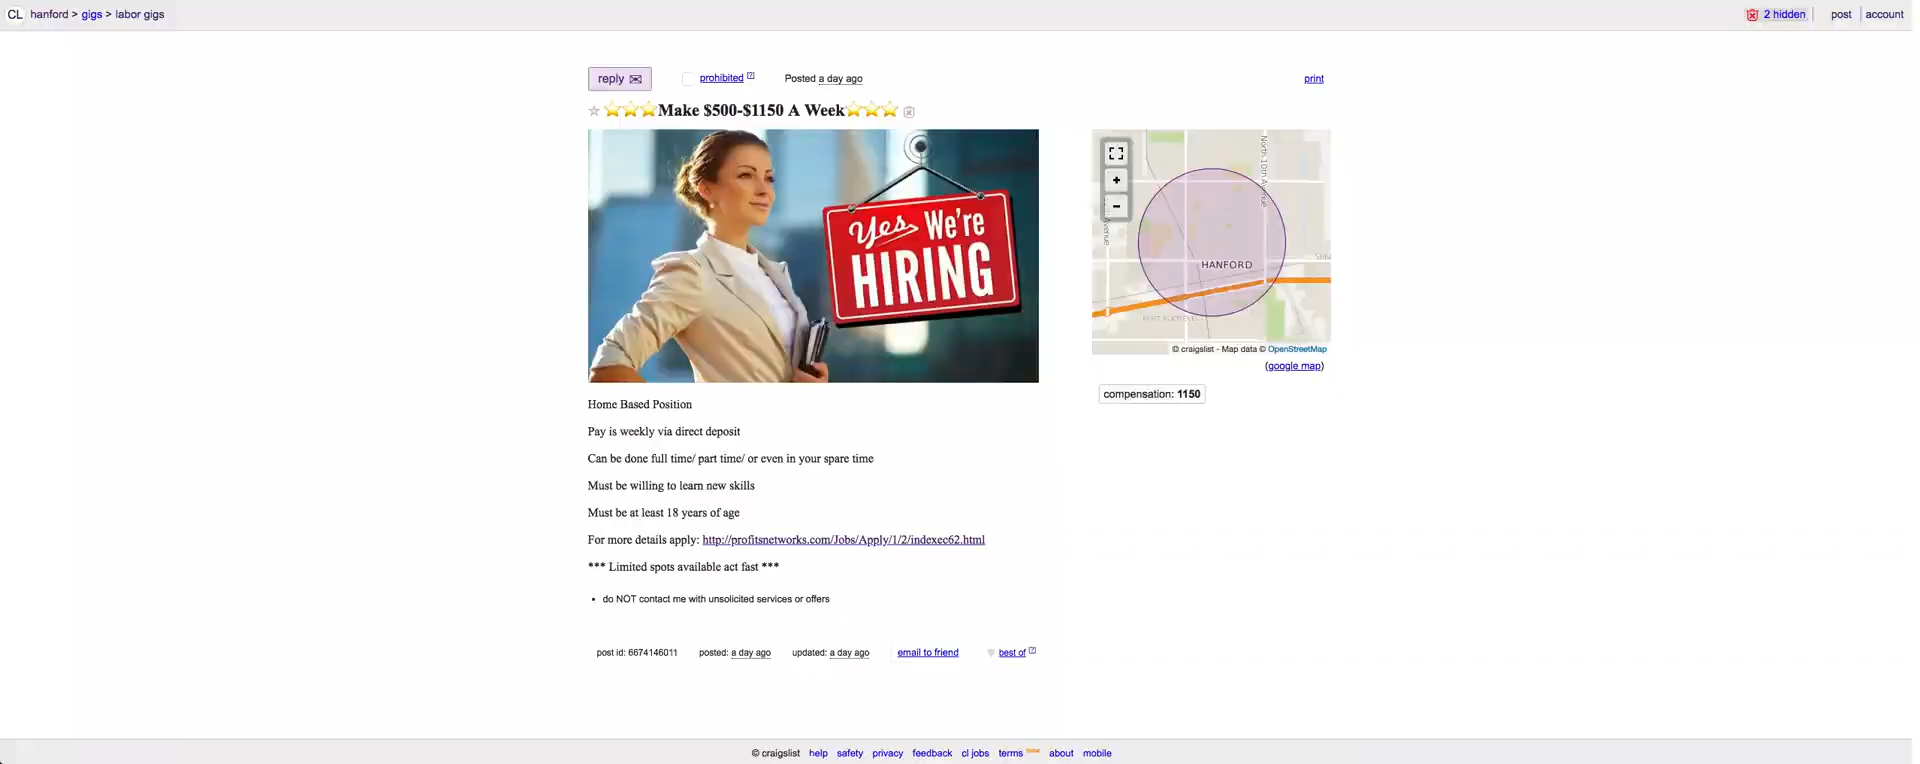 CL hanford > gigs > labor gigs
2 hidden post account
reply prohibited [?] Posted a day ago print
Make $500-$1150 A Week
Yes We're
HIRING
North 10th Avenue
Avenue
HANFORD
© craigslist - Map data © OpenStreetMap
(google map)
compensation: 1150
Home Based Position
Pay is weekly via direct deposit
Can be done full time/ part time/ or even in your spare time
Must be willing to learn new skills
Must be at least 18 years of age
For more details apply: http://profitsnetworks.com/Jobs/Apply/1/2/indexec62.html
*** Limited spots available act fast ***
• do NOT contact me with unsolicited services or offers
post id: 6674146011 posted: a day ago updated: a day ago email to friend best of [?]
© craigslist help safety privacy feedback cl jobs terms new about mobile